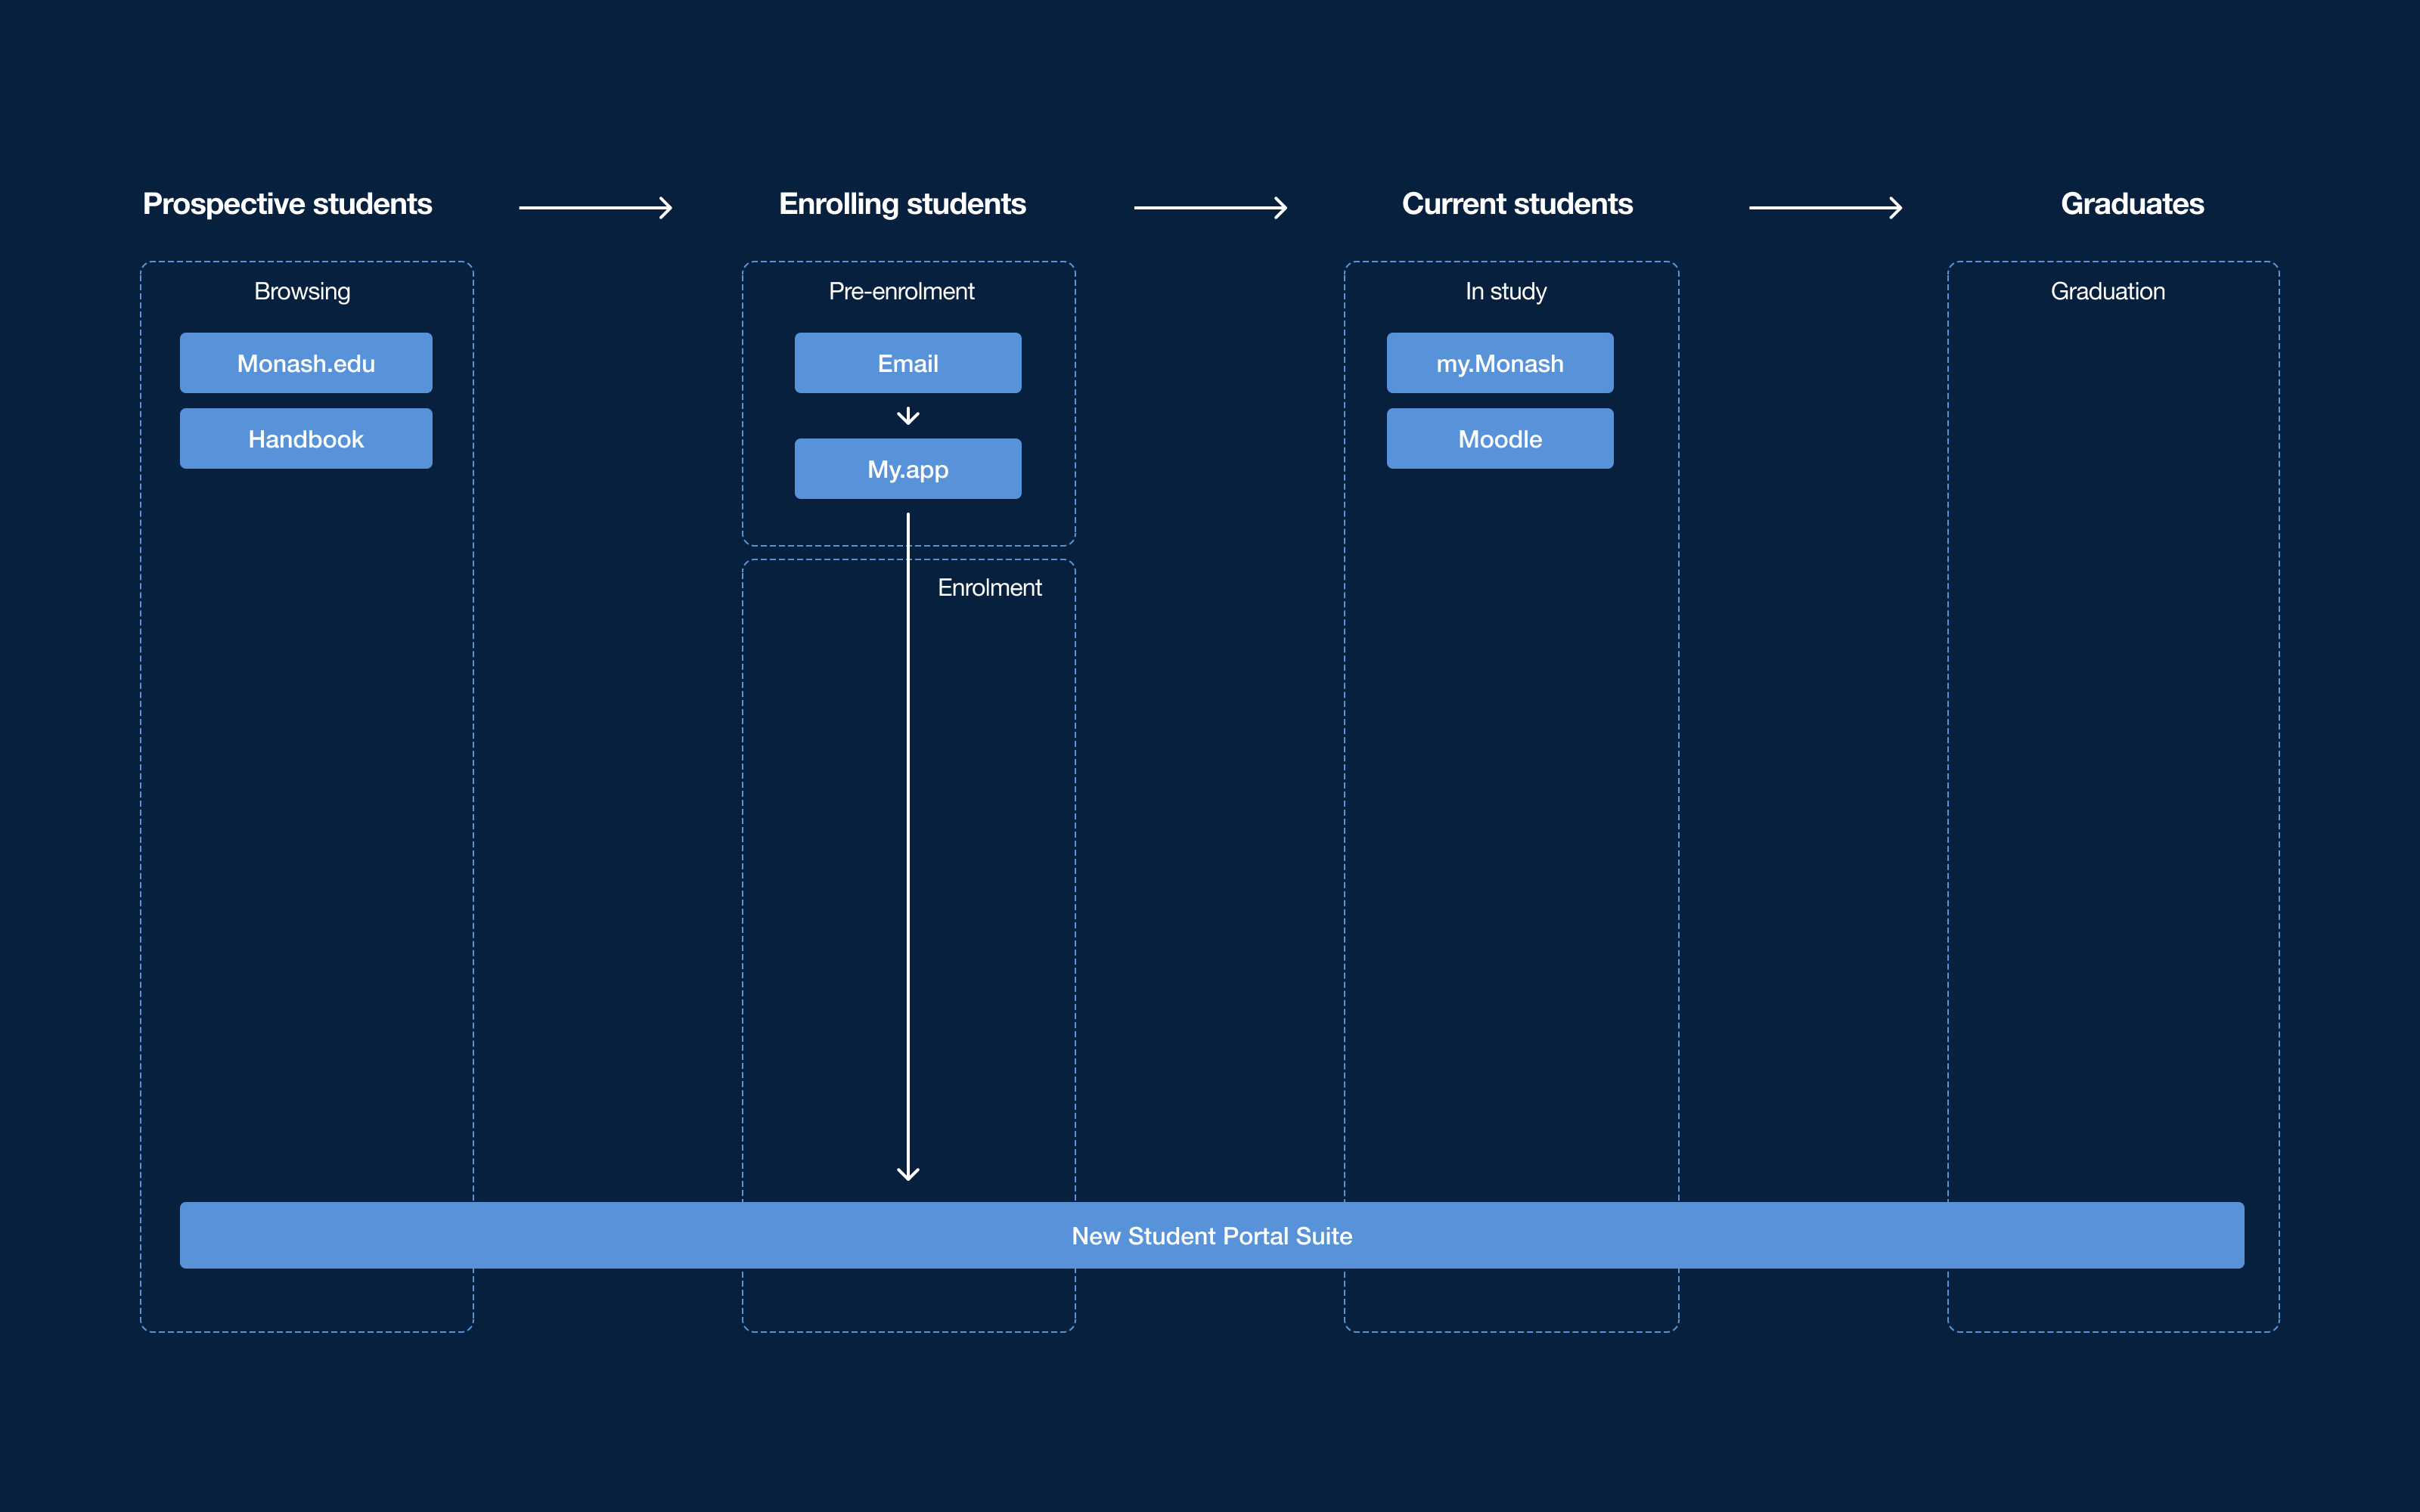 Prospective students
Enrolling students
Current students
Graduates
Browsing
Monash.edu
Handbook
Pre-enrolment
Email
My.app
Enrolment
In study
my.Monash
Moodle
Graduation
New Student Portal Suite